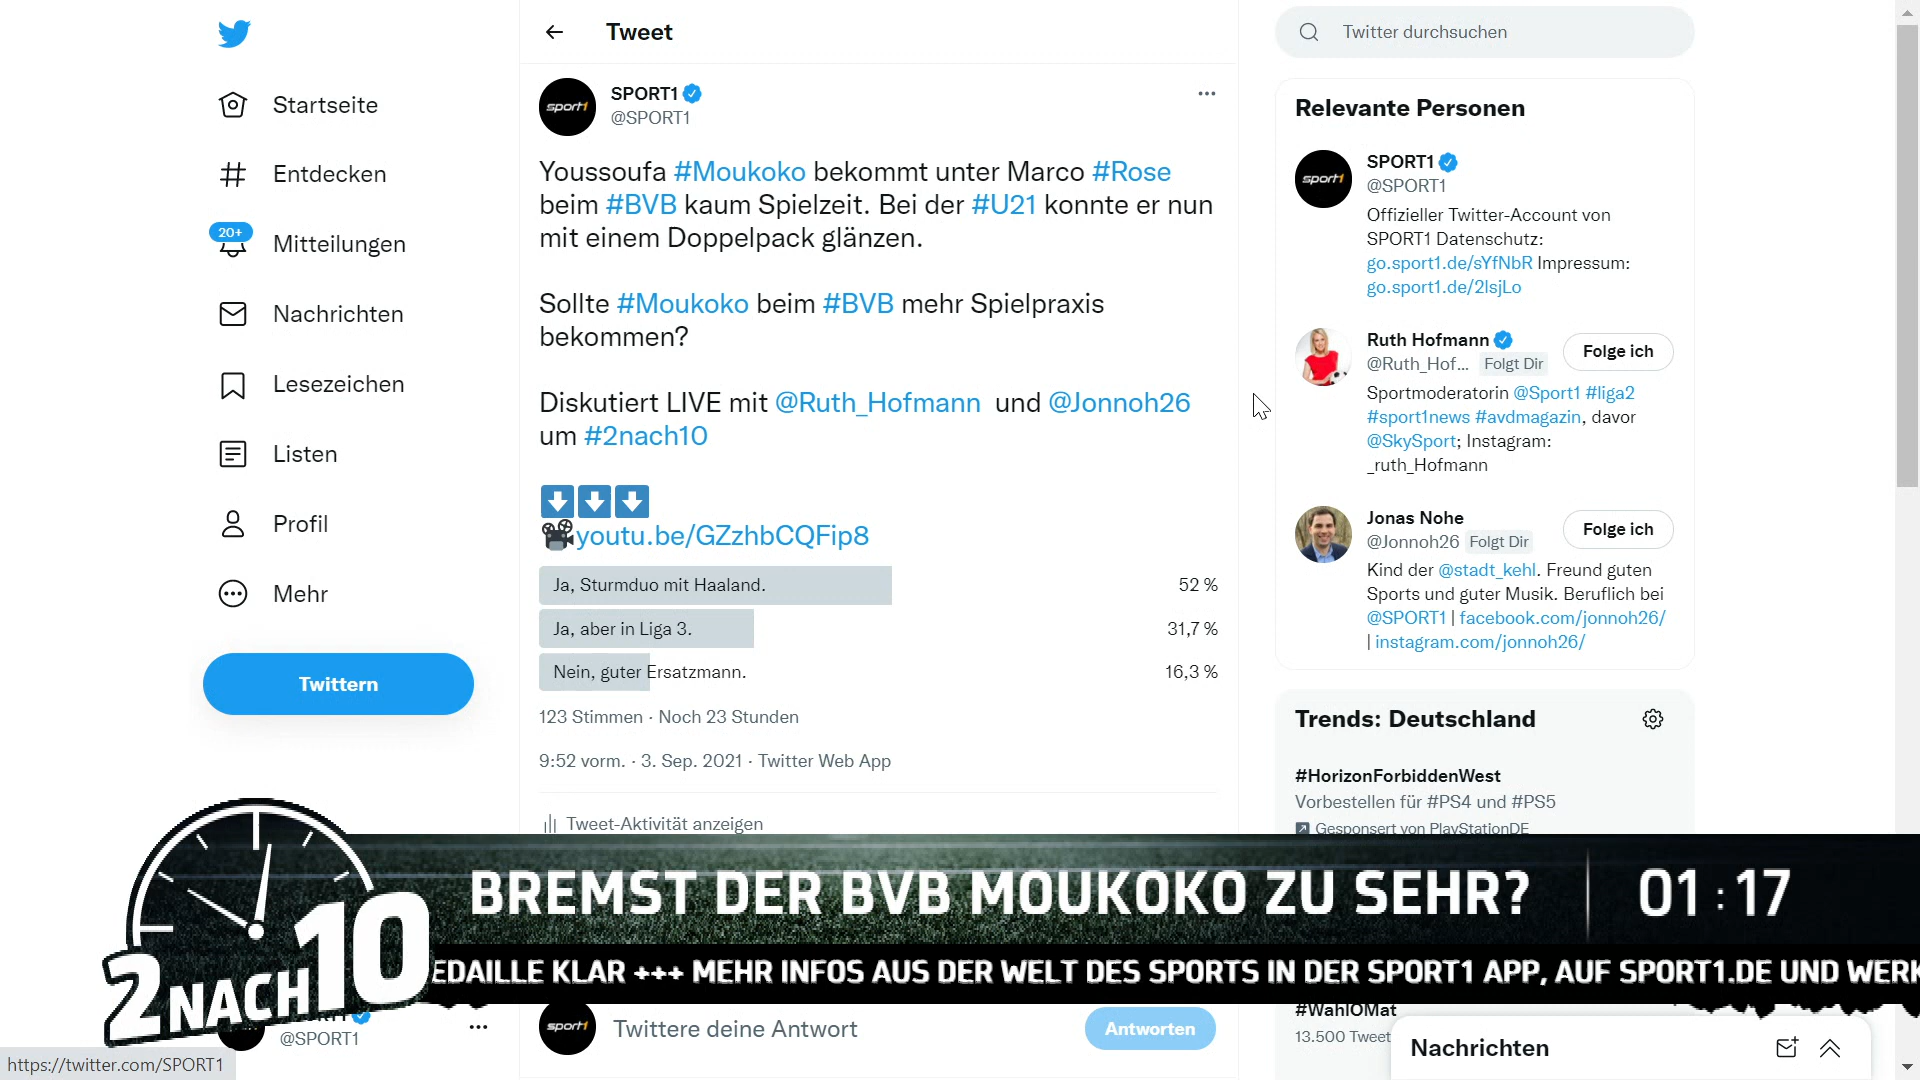 Startseite
Entdecken
20+
Mitteilungen
Nachrichten
Lesezeichen
Listen
Profil
Mehr
Twittern
Tweet
sport1
SPORT1
@SPORT1
Youssoufa #Moukoko bekommt unter Marco #Rose
beim #BVB kaum Spielzeit. Bei der #U21 konnte er nun
mit einem Doppelpack glänzen.
Sollte #Moukoko beim #BVB mehr Spielpraxis
bekommen?
Diskutiert LIVE mit @Ruth_Hofmann und @Jonnoh26
um #2nach10
youtu.be/GZzhbCQFip8
Ja, Sturmduo mit Haaland. 52 %
Ja, aber in Liga 3. 31,7 %
Nein, guter Ersatzmann. 16,3 %
123 Stimmen · Noch 23 Stunden
9:52 vorm. · 3. Sep. 2021 · Twitter Web App
Tweet-Aktivität anzeigen
Twitter durchsuchen
Relevante Personen
sport1
SPORT1
@SPORT1
Offizieller Twitter-Account von
SPORT1 Datenschutz:
go.sport1.de/sYfNbR Impressum:
go.sport1.de/2lsjLo
Ruth Hofmann
@Ruth_Hof... Folgt Dir
Folge ich
Sportmoderatorin @Sport1 #liga2
#sport1news #avdmagazin, davor
@SkySport; Instagram:
_ruth_Hofmann
Jonas Nohe
@Jonnoh26 Folgt Dir
Folge ich
Kind der @stadt_kehl. Freund guten
Sports und guter Musik. Beruflich bei
@SPORT1 | facebook.com/jonnoh26/
| instagram.com/jonnoh26/
Trends: Deutschland
#HorizonForbiddenWest
Vorbestellen für #PS4 und #PS5
Gesponsert von PlayStationDE
BREMST DER BVB MOUKOKO ZU SEHR? 01:17
2NACH10
EDAILLE KLAR +++ MEHR INFOS AUS DER WELT DES SPORTS IN DER SPORT1 APP, AUF SPORT1.DE UND WERK
SPORT1
@SPORT1
sport1
Twittere deine Antwort
Antworten
#WahlOMat
13.500 Tweet
Nachrichten
https://twitter.com/SPORT1